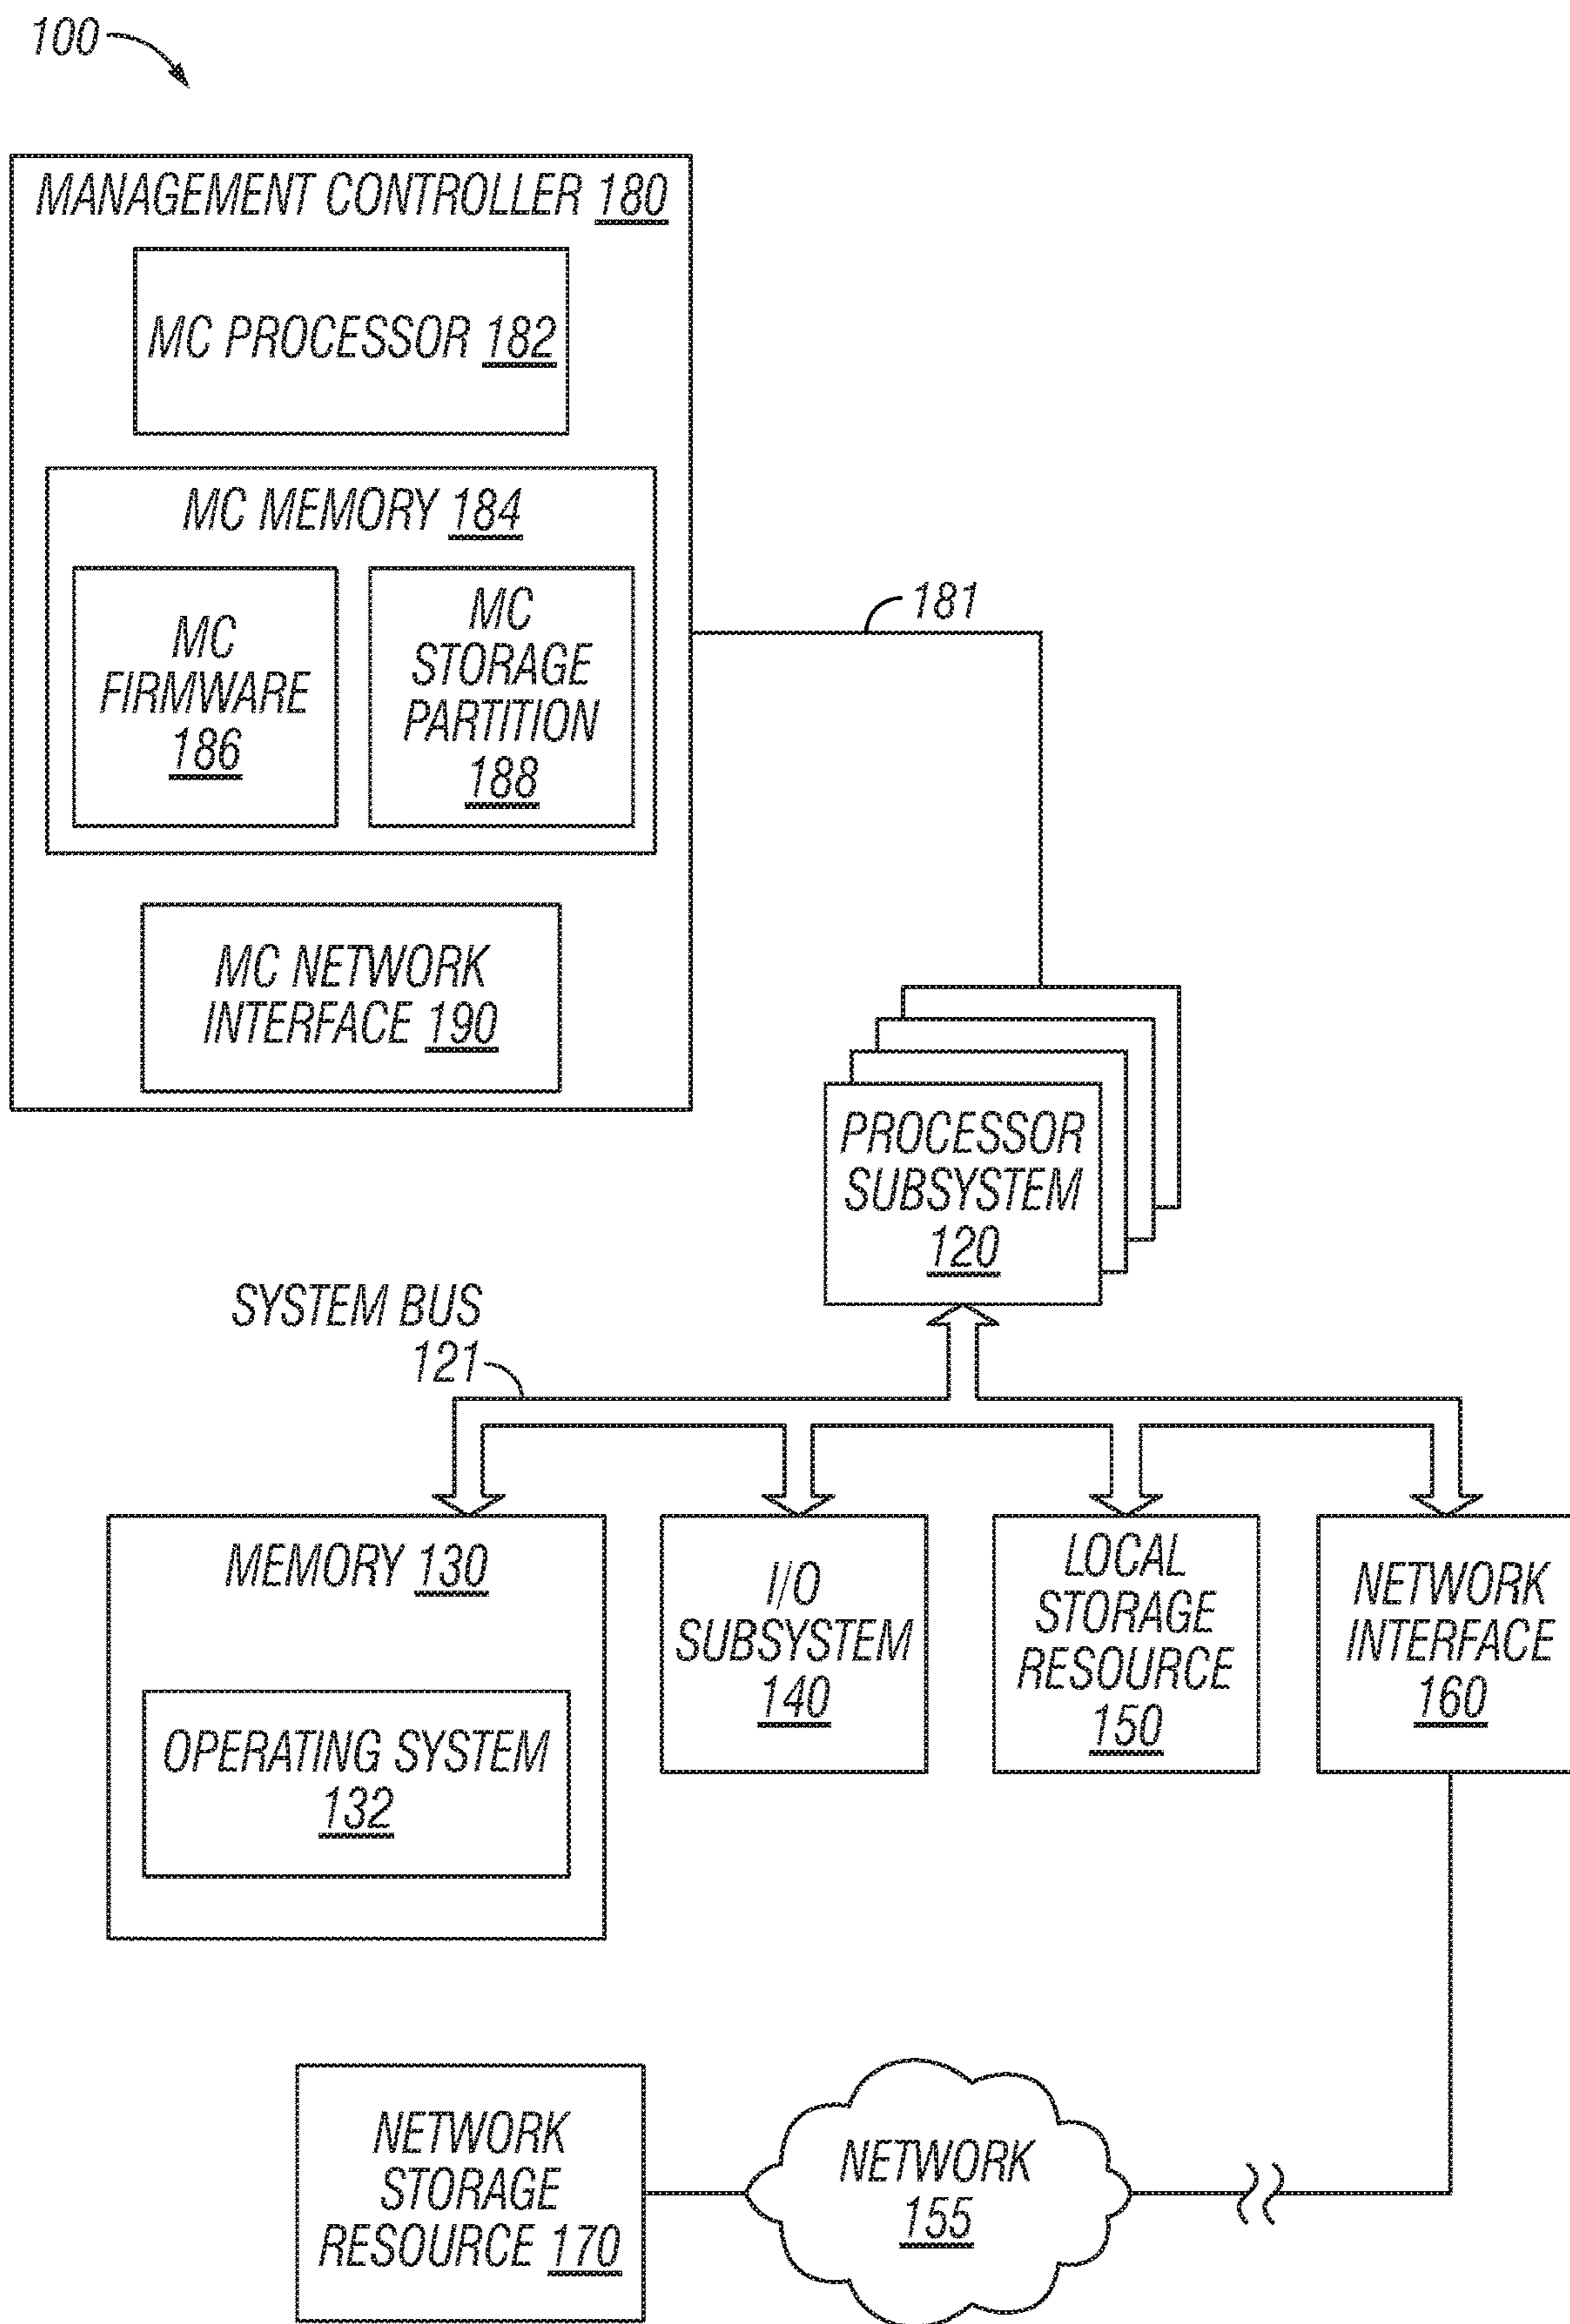 100
MANAGEMENT CONTROLLER 180
MC PROCESSOR 182
MC MEMORY 184
MC
FIRMWARE
186
MC
STORAGE
PARTITION
188
MC NETWORK
INTERFACE 190
181
PROCESSOR
SUBSYSTEM
120
SYSTEM BUS
121
MEMORY 130
OPERATING SYSTEM
132
I/O
SUBSYSTEM
140
LOCAL
STORAGE
RESOURCE
150
NETWORK
INTERFACE
160
NETWORK
STORAGE
RESOURCE 170
NETWORK
155